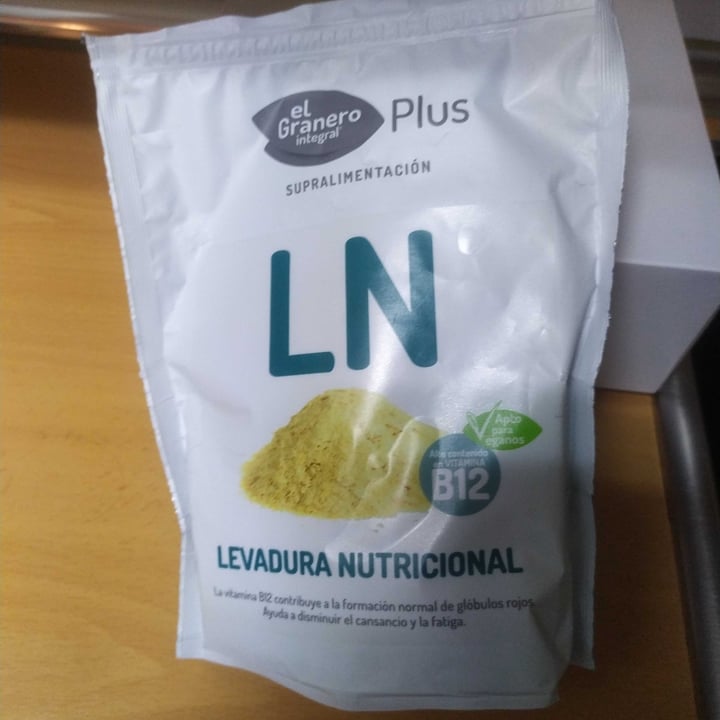 el
Granero
integral®
Plus
SUPRALIMENTACIÓN
LN
Apto
para
veganos
Alto contenido
en VITAMINA
B12
LEVADURA NUTRICIONAL
La vitamina B12 contribuye a la formación normal de glóbulos rojos.
Ayuda a disminuir el cansancio y la fatiga.